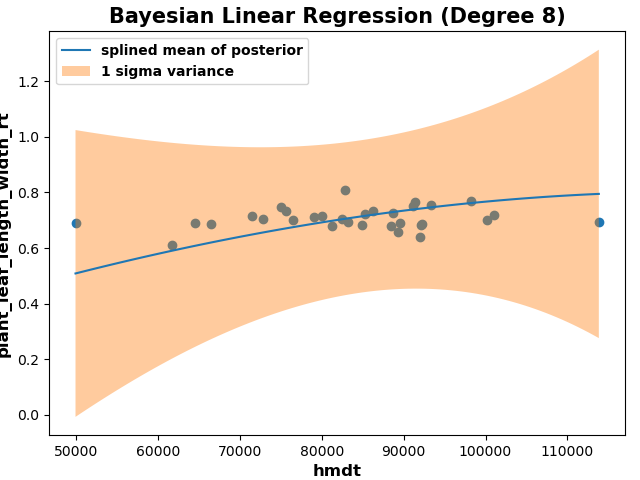 Bayesian Linear Regression (Degree 8)
splined mean of posterior
1 sigma variance
1.2
1.0
0.8
0.6
0.4
0.2
0.0
plant_leaf_length_width_rt
50000 60000 70000 80000 90000 100000 110000
hmdt